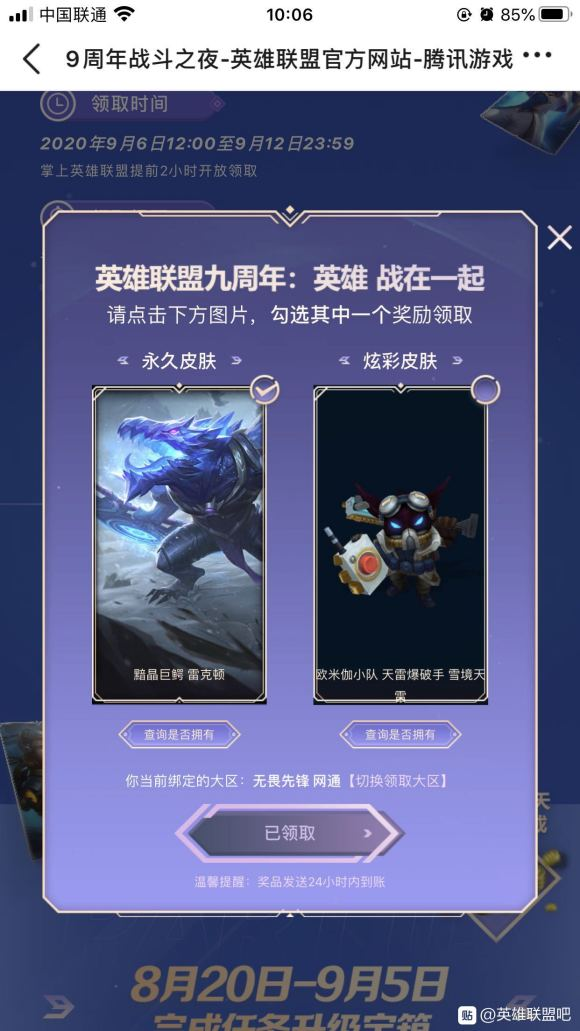 中国联通
10:06
85%
9周年战斗之夜-英雄联盟官方网站-腾讯游戏
领取时间
2020年9月6日12:00至9月12日23:59
掌上英雄联盟提前2小时开放领取
英雄联盟九周年：英雄 战在一起
请点击下方图片，勾选其中一个奖励领取
永久皮肤
炫彩皮肤
黯晶巨鳄 雷克顿
欧米伽小队 天雷爆破手 雪境天
雷
查询是否拥有
查询是否拥有
你当前绑定的大区：无畏先锋 网通【切换领取大区】
已领取
温馨提醒：奖品发送24小时内到账
8月20日-9月5日
完成任务升级宝箱
贴 @英雄联盟吧